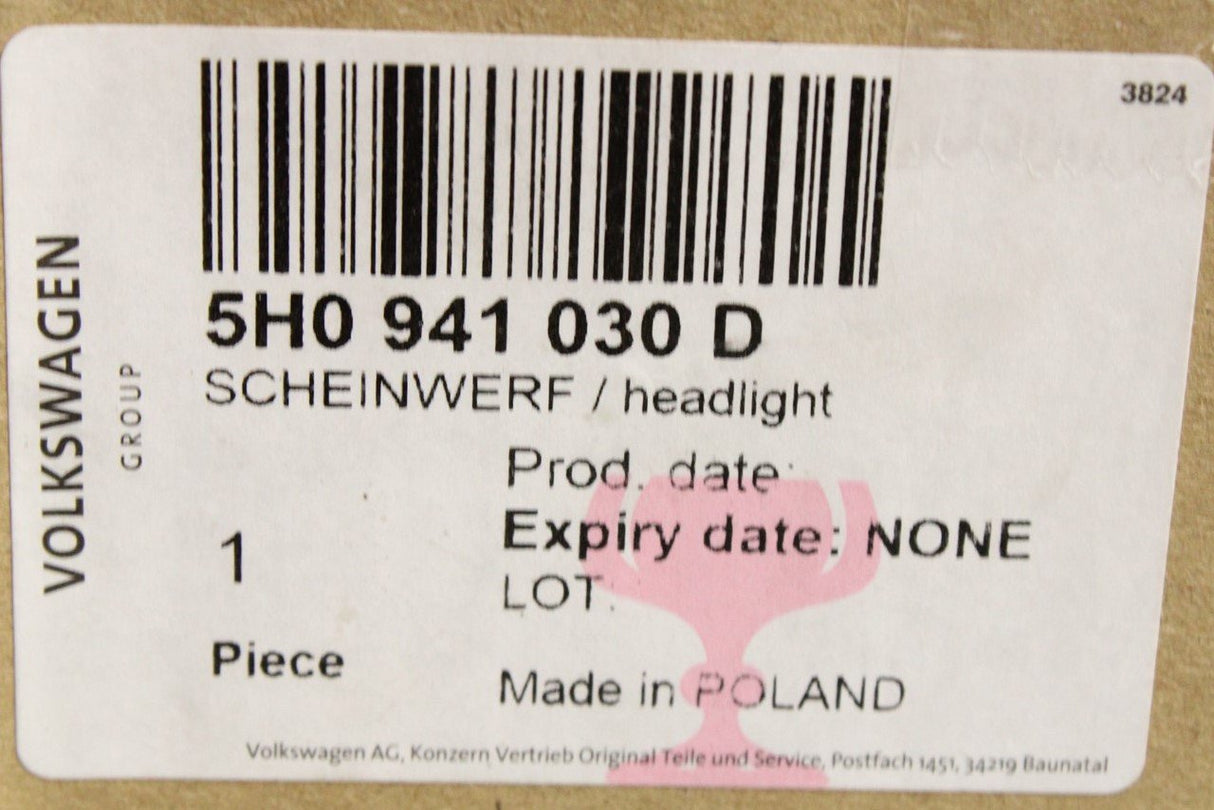 3824
VOLKSWAGEN
GROUP
5H0 941 030 D
SCHEINWERF / headlight
Prod. date:
Expiry date: NONE
LOT:
1
Piece
Made in POLAND
Volkswagen AG, Konzern Vertrieb Original Teile und Service, Postfach 1451, 34219 Baunatal